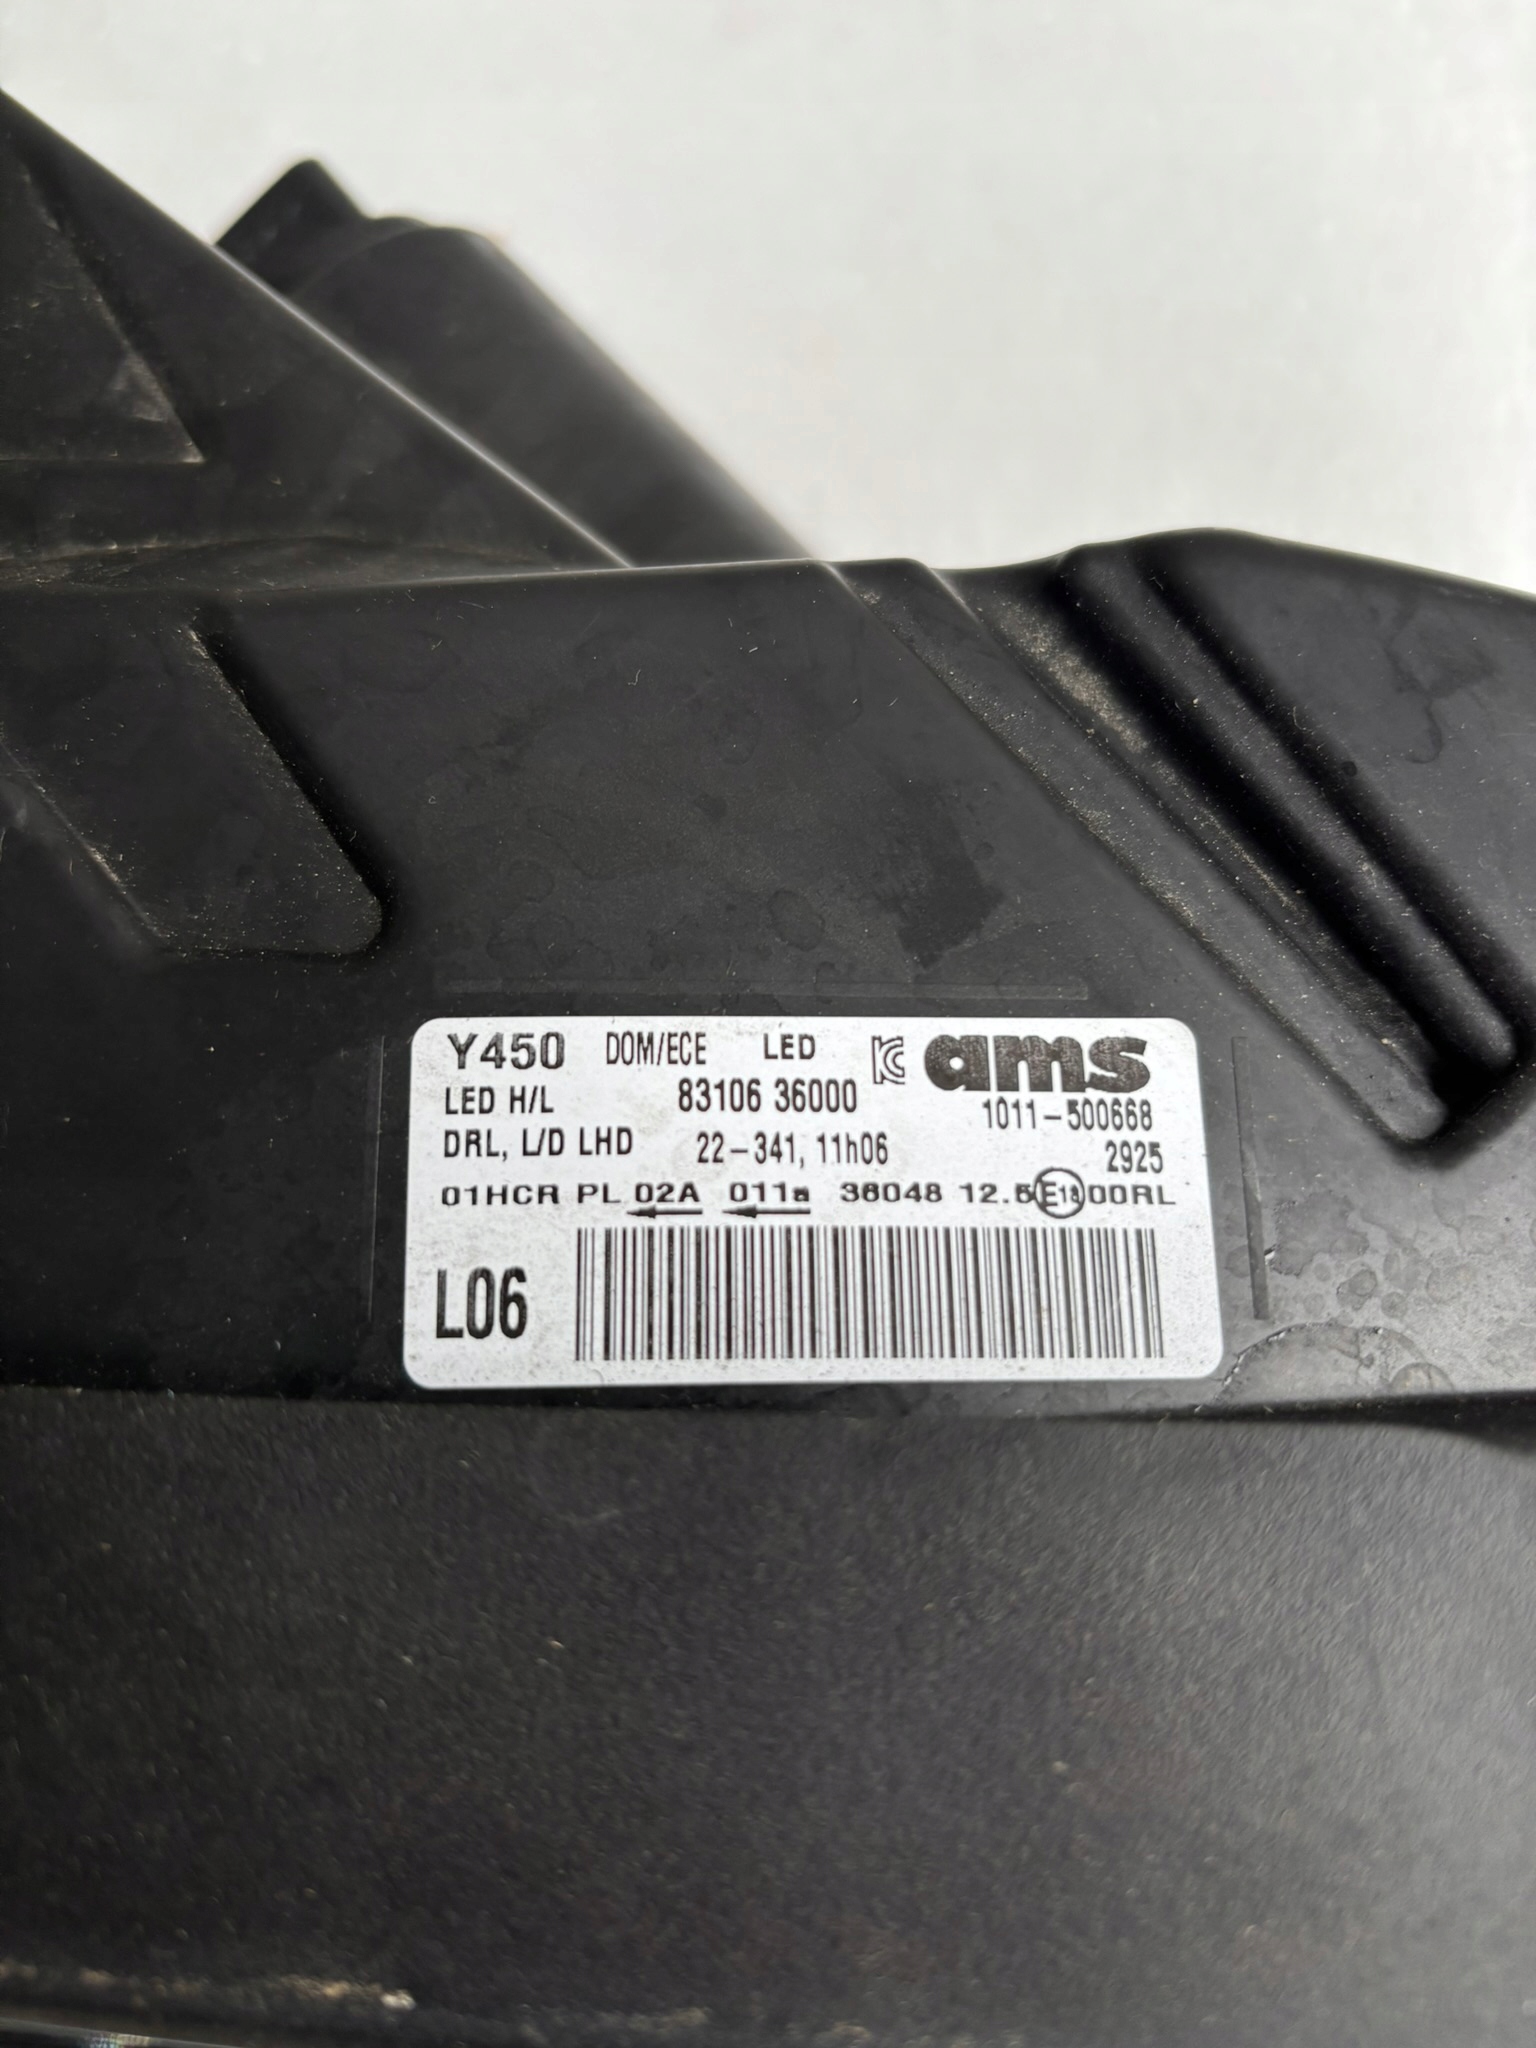 Y450 DOM/ECE LED KC ams
LED H/L 83106 36000 1011-500668
DRL, L/D LHD 22-341, 11h06 2925
01HCR PL 02A 011a 36048 12.5 E18 00RL
L06